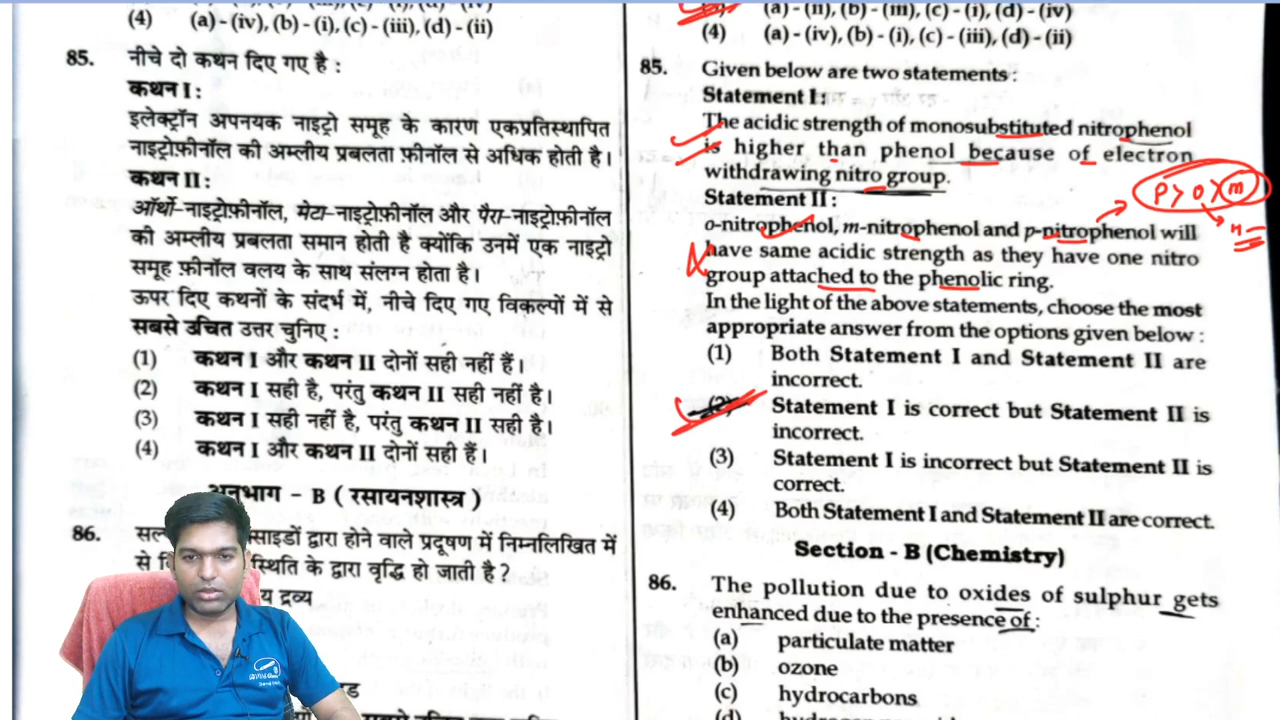 (4) (a) - (iv), (b) - (i), (c) - (iii), (d) - (ii)
85. नीचे दो कथन दिए गए है :
कथन I :
इलेक्ट्रॉन अपनयक नाइट्रो समूह के कारण एकप्रतिस्थापित
नाइट्रोफ़ीनॉल की अम्लीय प्रबलता फ़ीनॉल से अधिक होती है।
कथन II :
ऑर्थो-नाइट्रोफ़ीनॉल, मेटा-नाइट्रोफ़ीनॉल और पैरा-नाइट्रोफ़ीनॉल
की अम्लीय प्रबलता समान होती है क्योंकि उनमें एक नाइट्रो
समूह फ़ीनॉल वलय के साथ संलग्न होता है।
ऊपर दिए कथनों के संदर्भ में, नीचे दिए गए विकल्पों में से
सबसे उचित उत्तर चुनिए :
(1) कथन I और कथन II दोनों सही नहीं हैं।
(2) कथन I सही है, परंतु कथन II सही नहीं है।
(3) कथन I सही नहीं है, परंतु कथन II सही है।
(4) कथन I और कथन II दोनों सही हैं।
अनुभाग - B ( रसायनशास्त्र )
86. साइडों द्वारा होने वाले प्रदूषण में निम्नलिखित में
से स्थिति के द्वारा वृद्धि हो जाती है ?
य द्रव्य
(a) - (ii), (b) - (iii), (c) - (i), (d) - (iv)
(4) (a) - (iv), (b) - (i), (c) - (iii), (d) - (ii)
85. Given below are two statements :
Statement I :
The acidic strength of monosubstituted nitrophenol
is higher than phenol because of electron
withdrawing nitro group.
P > O > m
Statement II :
o-nitrophenol, m-nitrophenol and p-nitrophenol will
have same acidic strength as they have one nitro
group attached to the phenolic ring.
In the light of the above statements, choose the most
appropriate answer from the options given below :
(1) Both Statement I and Statement II are
incorrect.
(2) Statement I is correct but Statement II is
incorrect.
(3) Statement I is incorrect but Statement II is
correct.
(4) Both Statement I and Statement II are correct.
Section - B (Chemistry)
86. The pollution due to oxides of sulphur gets
enhanced due to the presence of :
(a) particulate matter
(b) ozone
(c) hydrocarbons
(d)